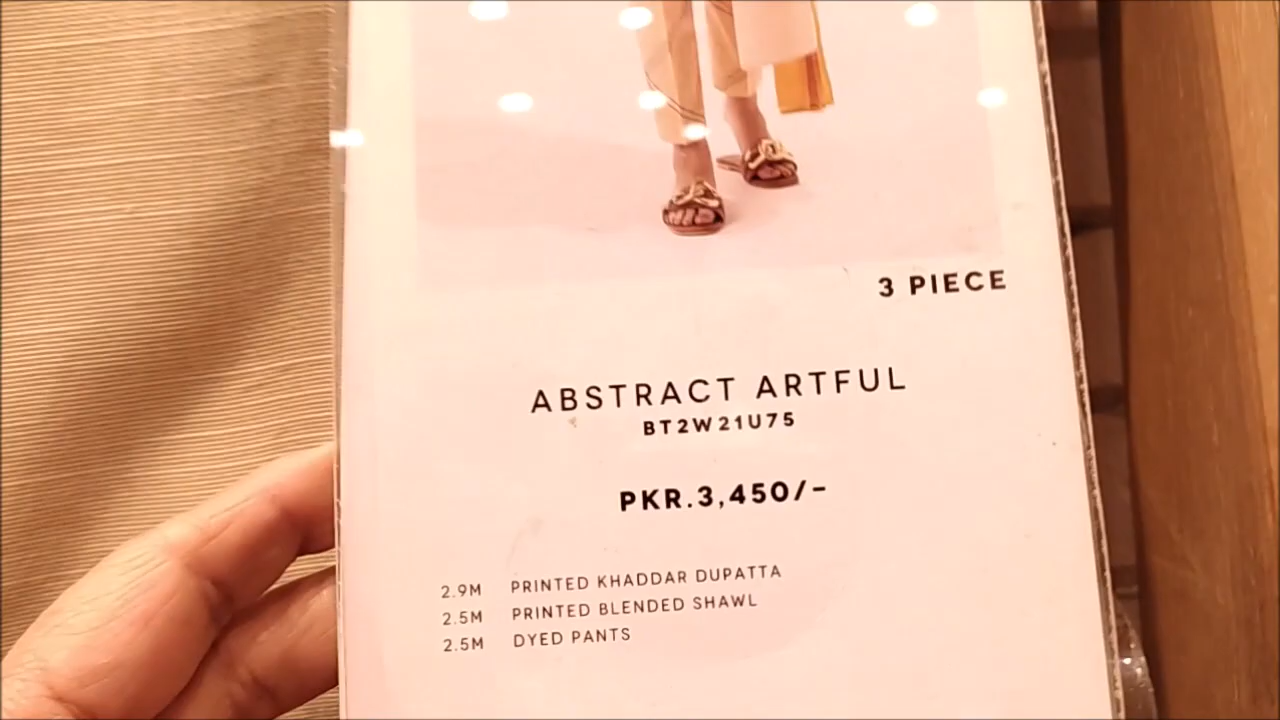 3 PIECE
ABSTRACT ARTFUL
BT2W21U75
PKR.3,450/-
2.9M PRINTED KHADDAR DUPATTA
2.5M PRINTED BLENDED SHAWL
2.5M DYED PANTS